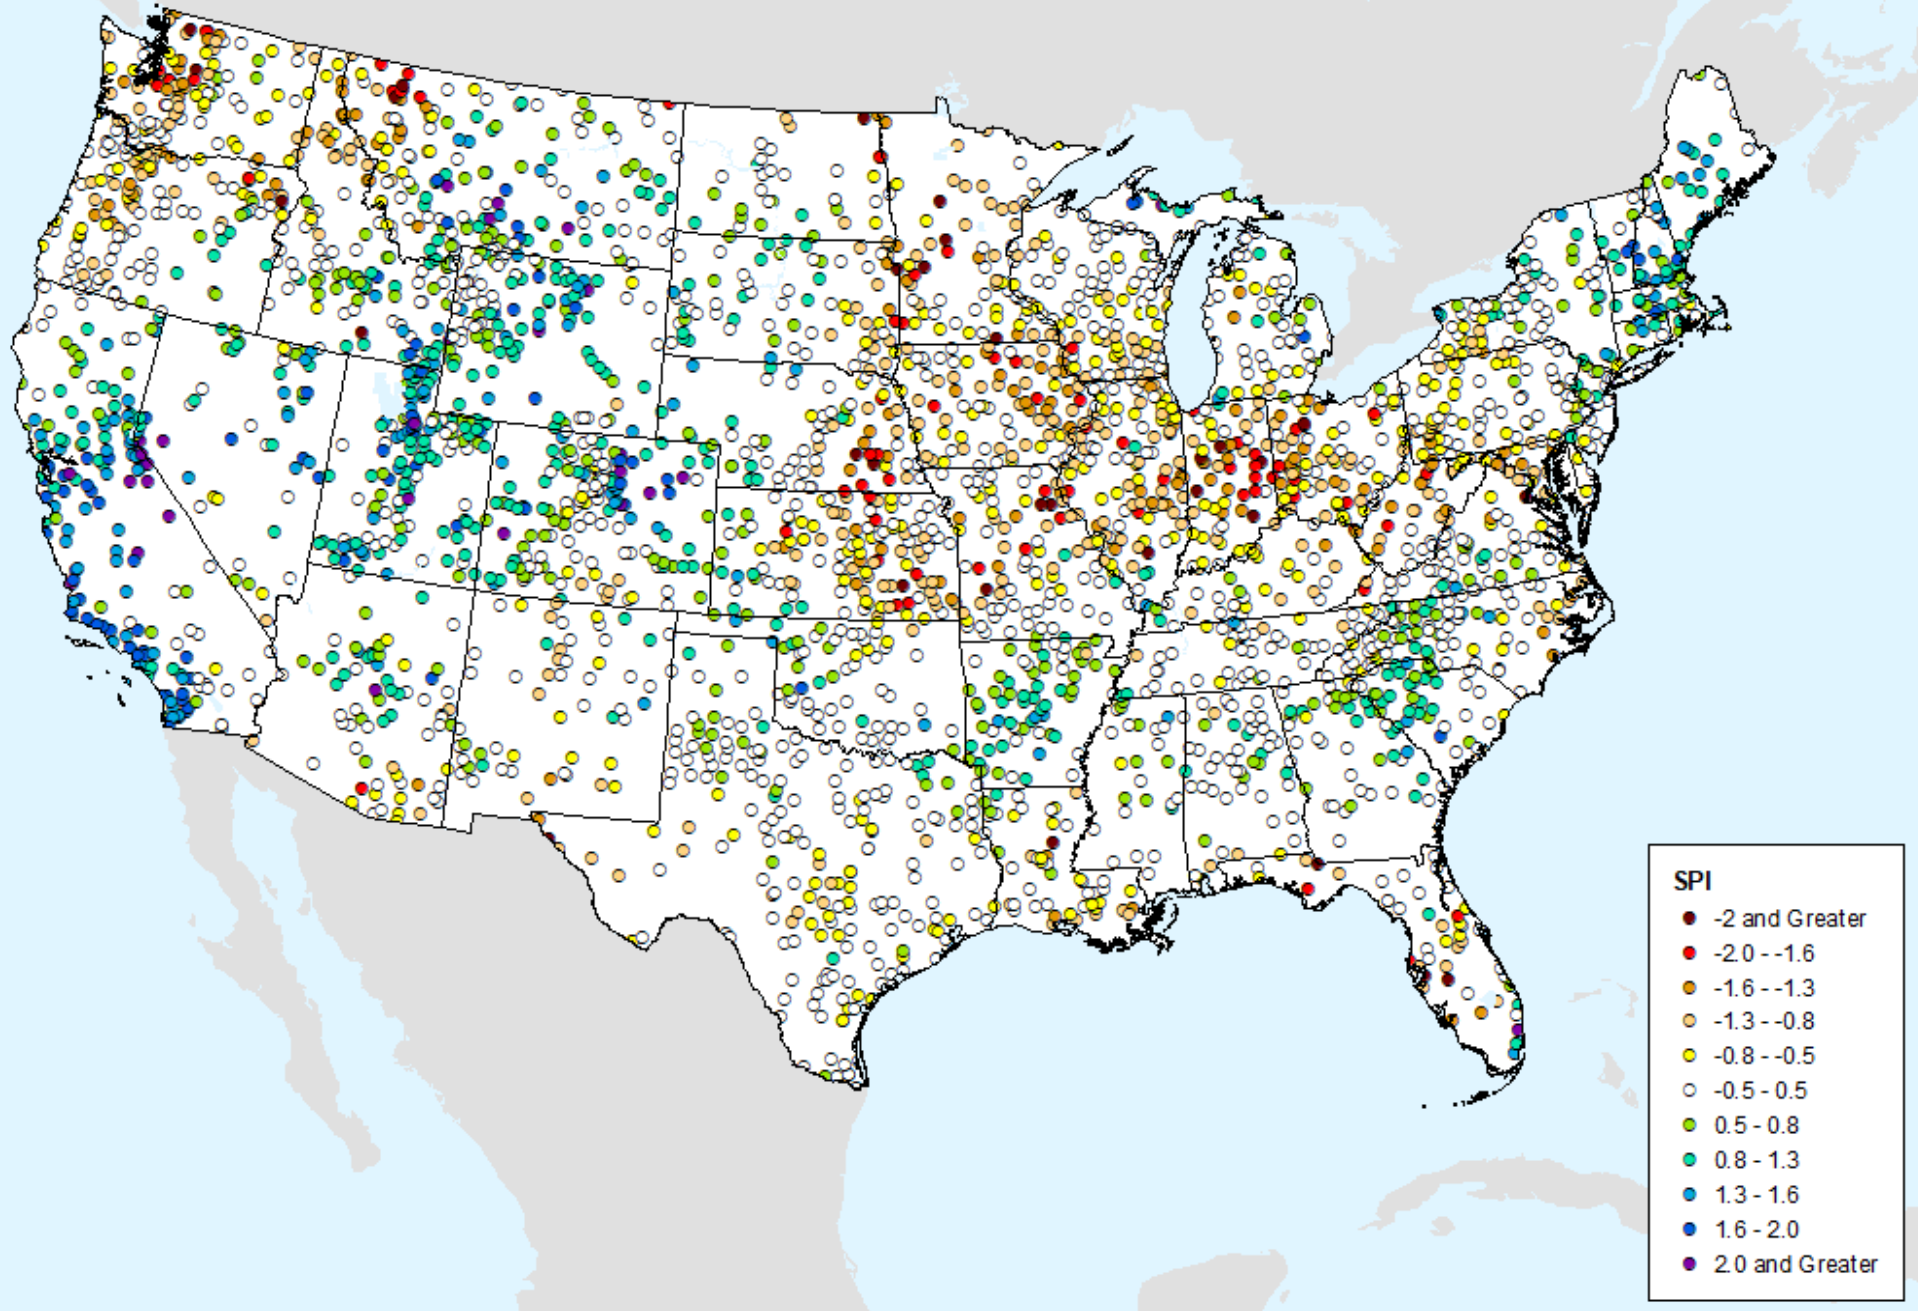 SPI
-2 and Greater
-2.0 - -1.6
-1.6 - -1.3
-1.3 - -0.8
-0.8 - -0.5
-0.5 - 0.5
0.5 - 0.8
0.8 - 1.3
1.3 - 1.6
1.6 - 2.0
2.0 and Greater